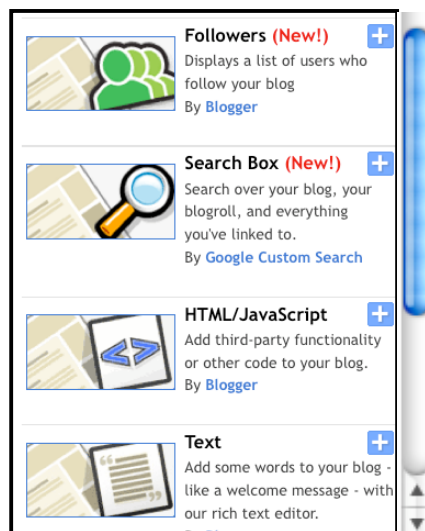 Followers (New!)
Displays a list of users who
follow your blog
By Blogger
Search Box (New!)
Search over your blog, your
blogroll, and everything
you've linked to.
By Google Custom Search
HTML/JavaScript
Add third-party functionality
or other code to your blog.
By Blogger
Text
Add some words to your blog -
like a welcome message - with
our rich text editor.